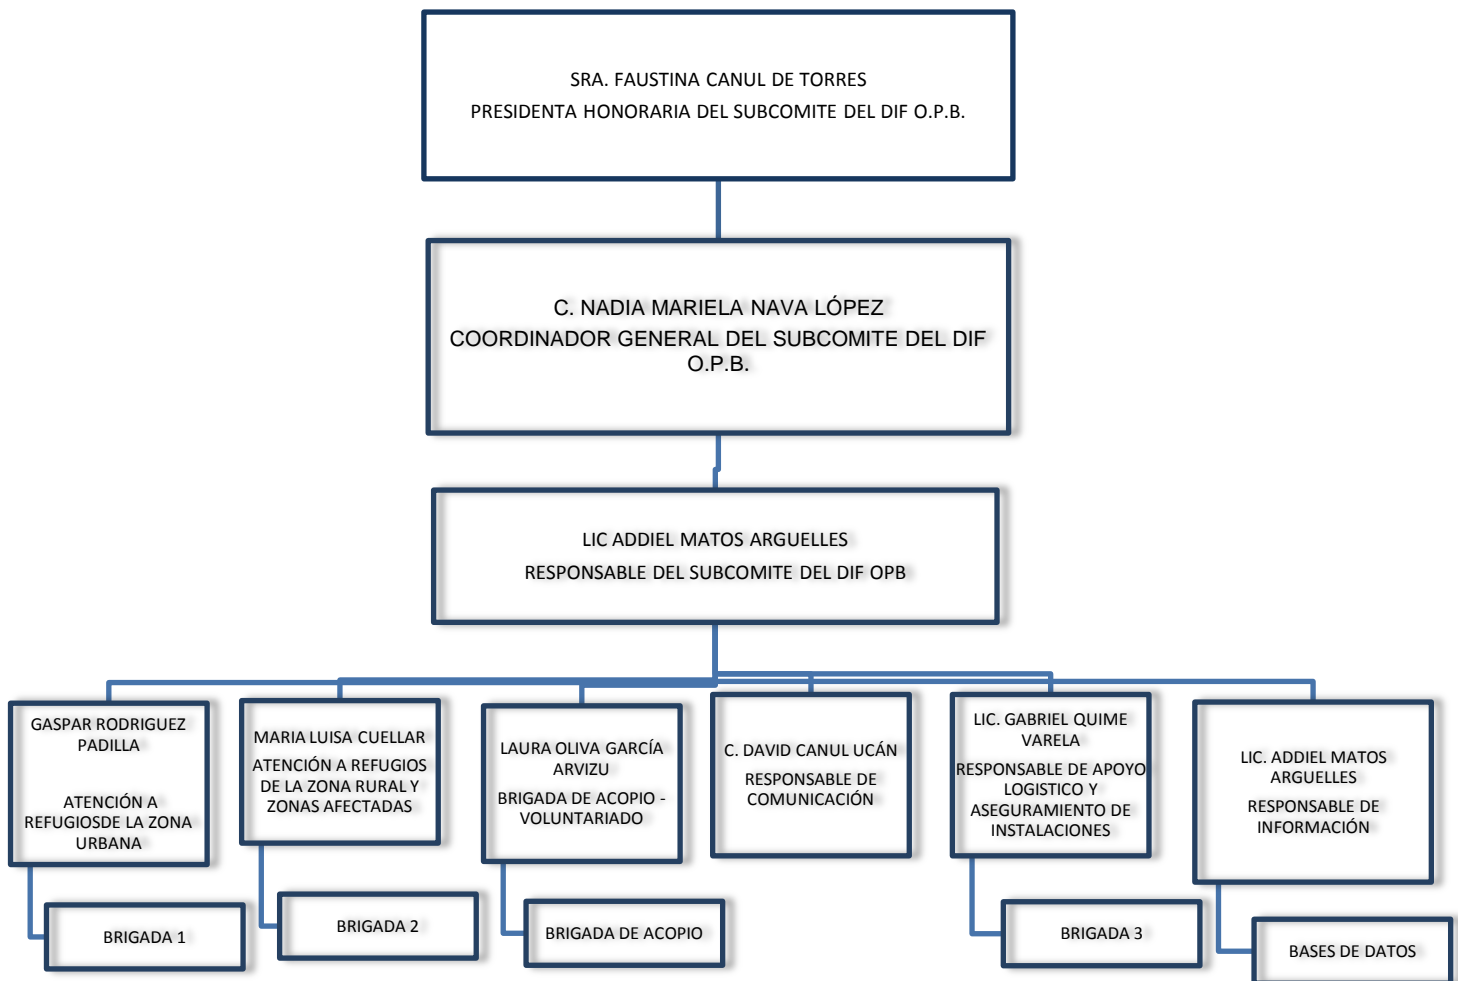 SRA. FAUSTINA CANUL DE TORRES
PRESIDENTA HONORARIA DEL SUBCOMITE DEL DIF O.P.B.
C. NADIA MARIELA NAVA LÓPEZ
COORDINADOR GENERAL DEL SUBCOMITE DEL DIF
O.P.B.
LIC ADDIEL MATOS ARGUELLES
RESPONSABLE DEL SUBCOMITE DEL DIF OPB
GASPAR RODRIGUEZ
PADILLA
ATENCIÓN A
REFUGIOSDE LA ZONA
URBANA
MARIA LUISA CUELLAR
ATENCIÓN A REFUGIOS
DE LA ZONA RURAL Y
ZONAS AFECTADAS
LAURA OLIVA GARCÍA
ARVIZU
BRIGADA DE ACOPIO -
VOLUNTARIADO
C. DAVID CANUL UCÁN
RESPONSABLE DE
COMUNICACIÓN
LIC. GABRIEL QUIME
VARELA
RESPONSABLE DE APOYO
LOGISTICO Y
ASEGURAMIENTO DE
INSTALACIONES
LIC. ADDIEL MATOS
ARGUELLES
RESPONSABLE DE
INFORMACIÓN
BRIGADA 1
BRIGADA 2
BRIGADA DE ACOPIO
BRIGADA 3
BASES DE DATOS